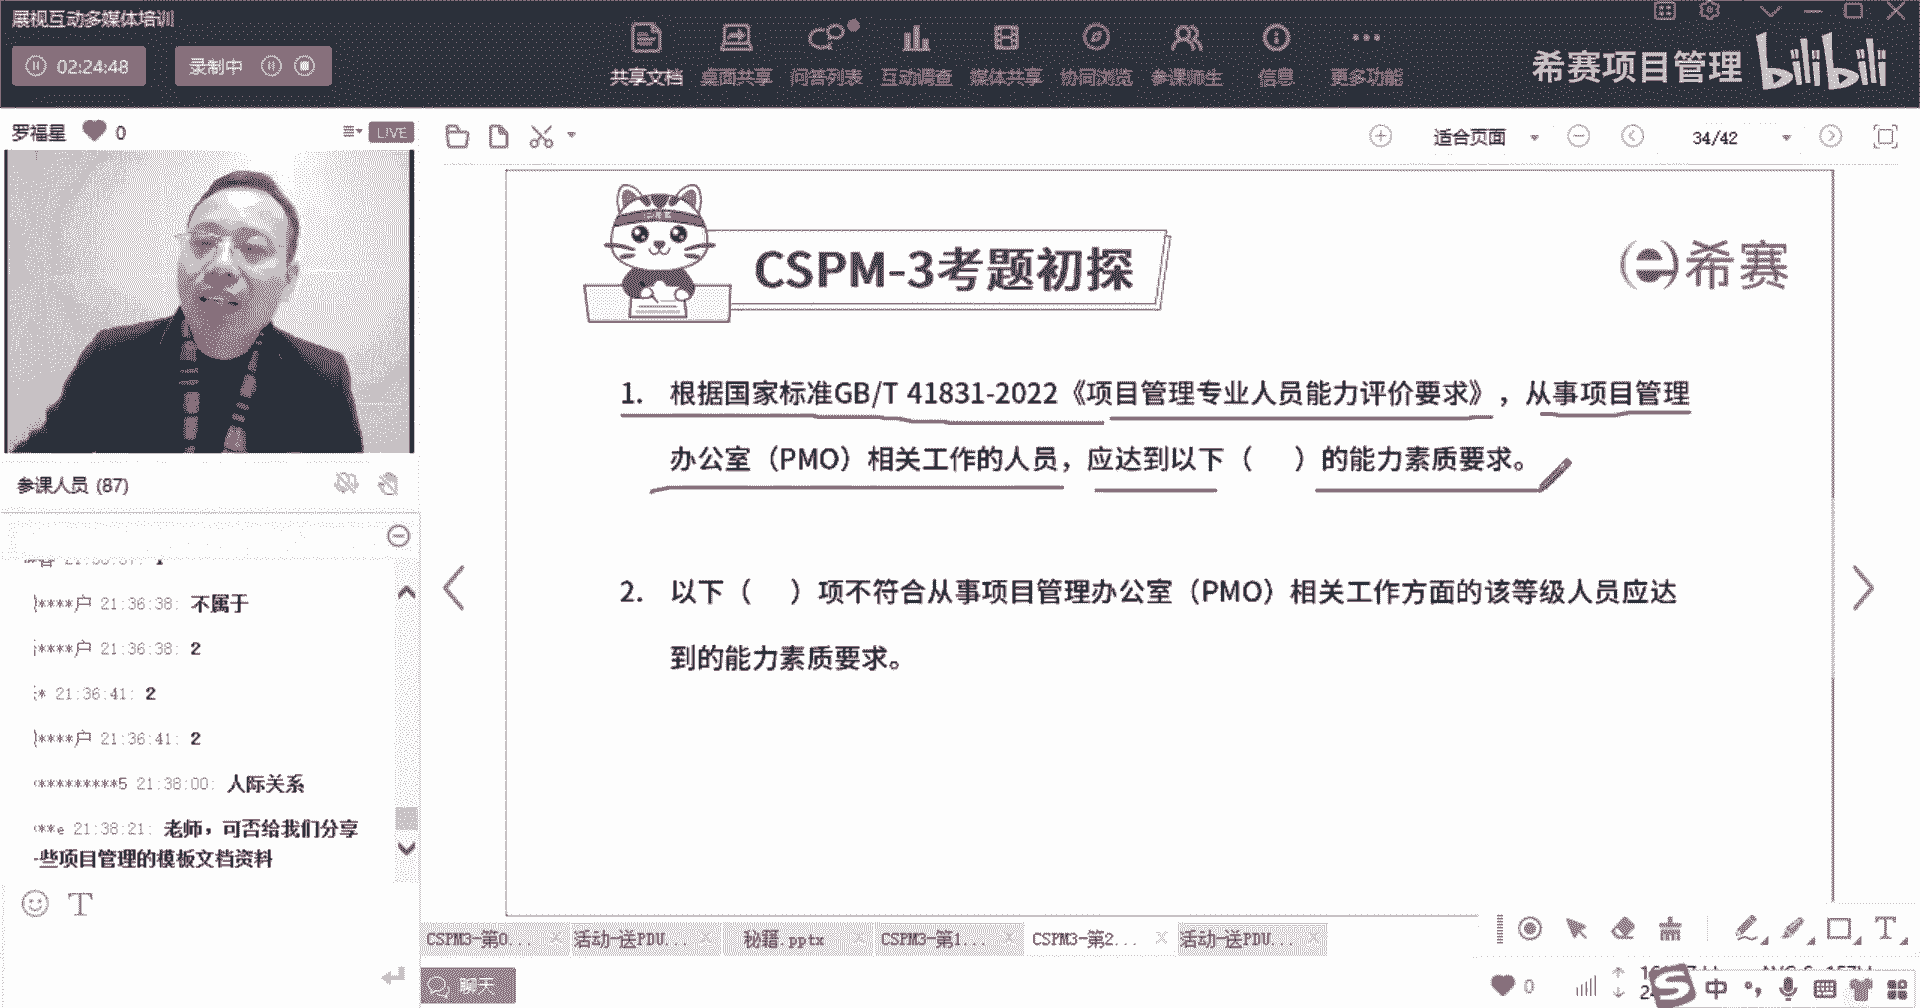 展视互动多媒体培训
02:24:48
录制中
共享文档 桌面共享 问答列表 互动调查 媒体共享 协同浏览 参课师生 信息 更多功能
希赛项目管理 bilibili
罗福星 0
LIVE
适合页面
34/42
CSPM-3考题初探
希赛
1. 根据国家标准GB/T 41831-2022《项目管理专业人员能力评价要求》，从事项目管理
办公室（PMO）相关工作的人员，应达到以下（ ）的能力素质要求。
2. 以下（ ）项不符合从事项目管理办公室（PMO）相关工作方面的该等级人员应达
到的能力素质要求。
参课人员 (87)
****户 21:36:38: 不属于
****户 21:36:38: 2
* 21:36:41: 2
****户 21:36:41: 2
*********5 21:38:00: 人际关系
**e 21:38:21: 老师，可否给我们分享
些项目管理的模板文档资料
T
CSPM3-第0... 活动-送PDU... 秘籍.pptx CSPM3-第1... CSPM3-第2... 活动-送PDU...
T
聊天
0
S 中